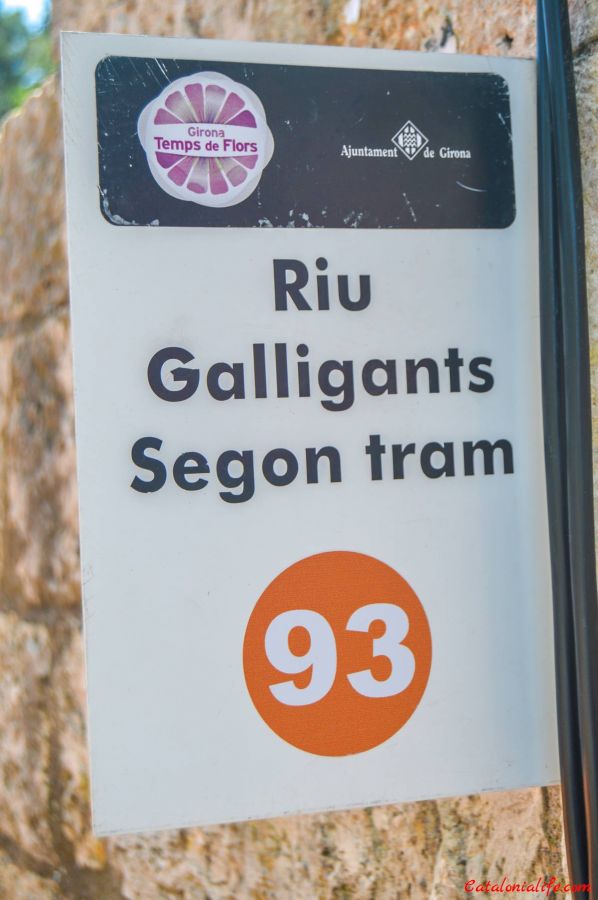 Girona
Temps de Flors
Ajuntament de Girona
Riu
Galligants
Segon tram
93
Catalonialife.com